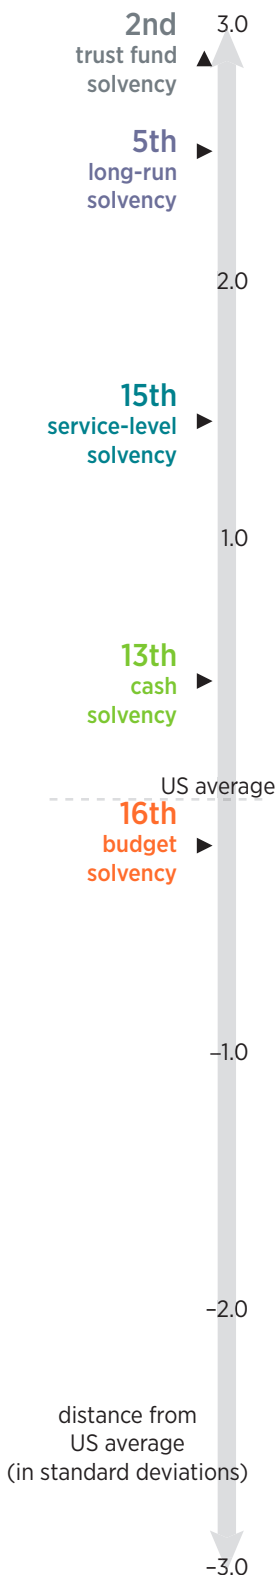 2nd
trust fund
solvency
3.0
5th
long-run
solvency
2.0
15th
service-level
solvency
1.0
13th
cash
solvency
US average
16th
budget
solvency
–1.0
–2.0
distance from
US average
(in standard deviations)
–3.0